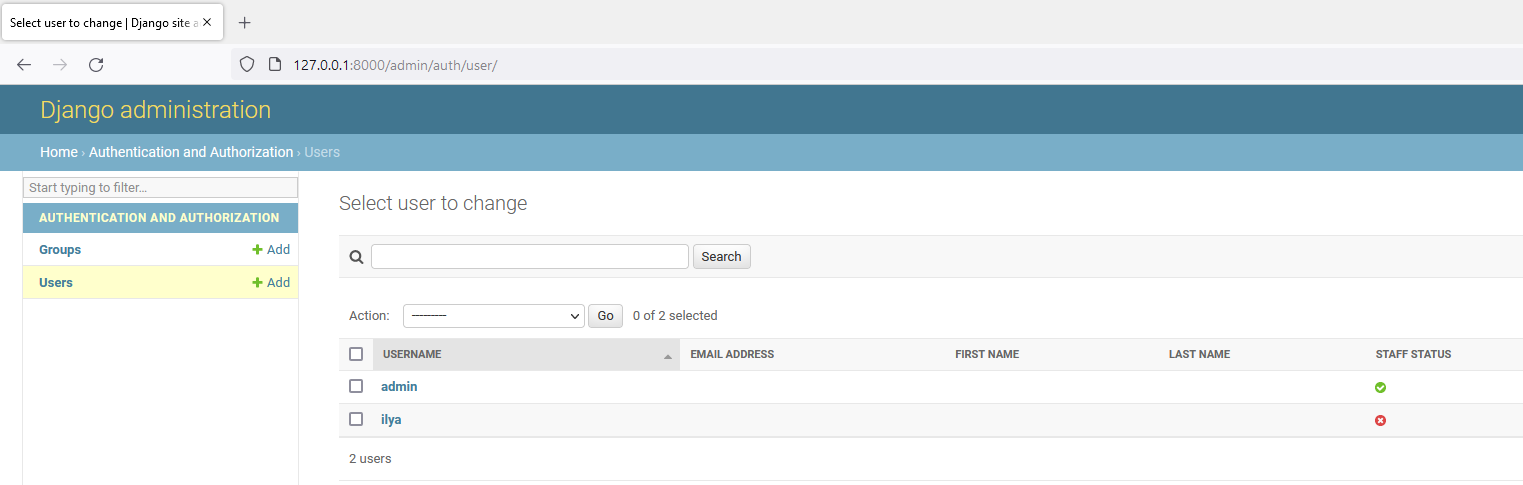 Select user to change | Django site a
127.0.0.1:8000/admin/auth/user/
Django administration
Home › Authentication and Authorization › Users
Start typing to filter...
AUTHENTICATION AND AUTHORIZATION
Groups + Add
Users + Add
Select user to change
Search
Action: --------- Go 0 of 2 selected
USERNAME EMAIL ADDRESS FIRST NAME LAST NAME STAFF STATUS
admin
ilya
2 users